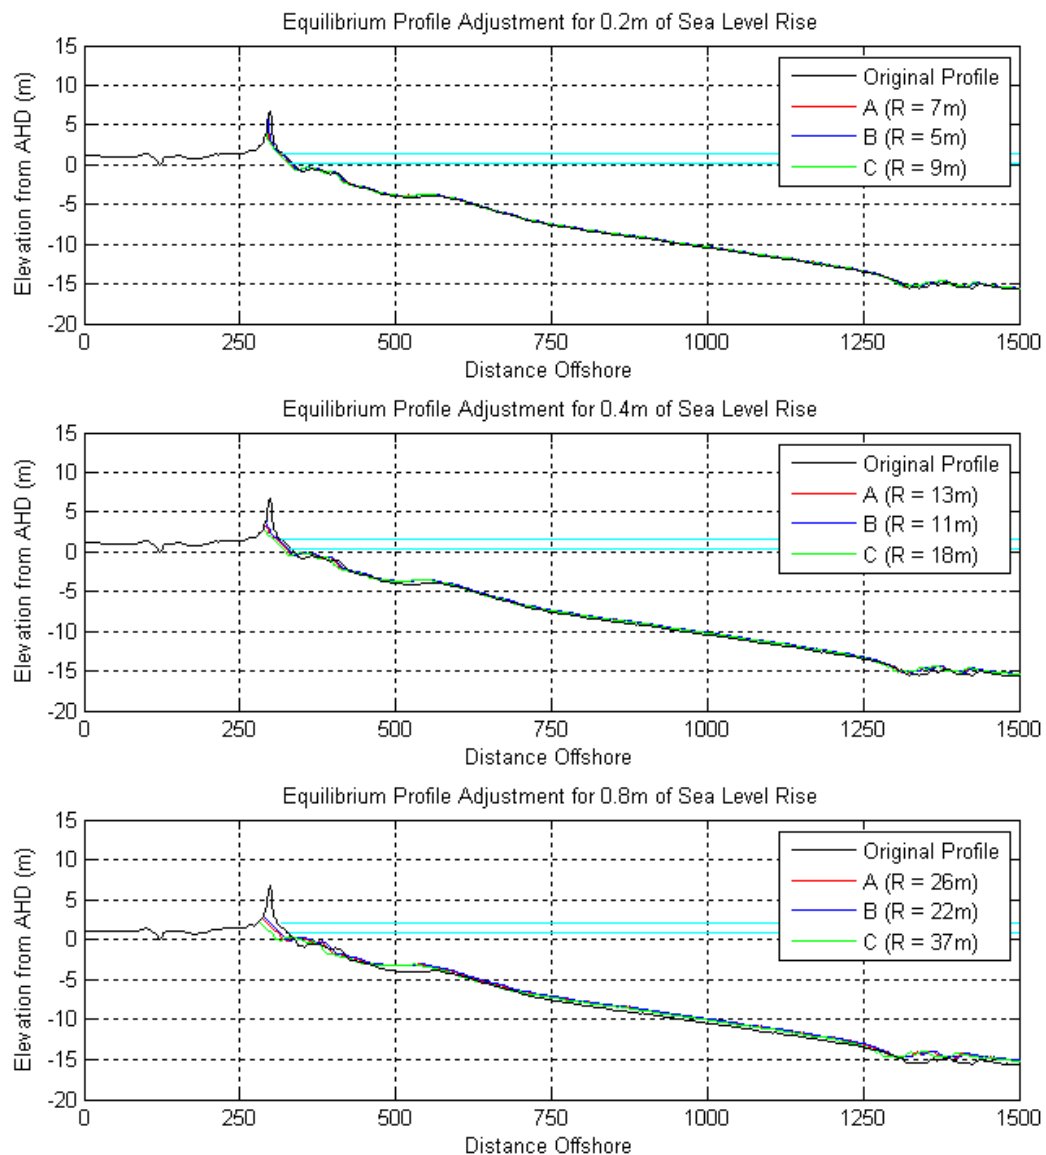 Equilibrium Profile Adjustment for 0.2m of Sea Level Rise
15
10
5
0
-5
-10
-15
-20
Elevation from AHD (m)
Original Profile
A (R = 7m)
B (R = 5m)
C (R = 9m)
0 250 500 750 1000 1250 1500
Distance Offshore
Equilibrium Profile Adjustment for 0.4m of Sea Level Rise
15
10
5
0
-5
-10
-15
-20
Elevation from AHD (m)
Original Profile
A (R = 13m)
B (R = 11m)
C (R = 18m)
0 250 500 750 1000 1250 1500
Distance Offshore
Equilibrium Profile Adjustment for 0.8m of Sea Level Rise
15
10
5
0
-5
-10
-15
-20
Elevation from AHD (m)
Original Profile
A (R = 26m)
B (R = 22m)
C (R = 37m)
0 250 500 750 1000 1250 1500
Distance Offshore